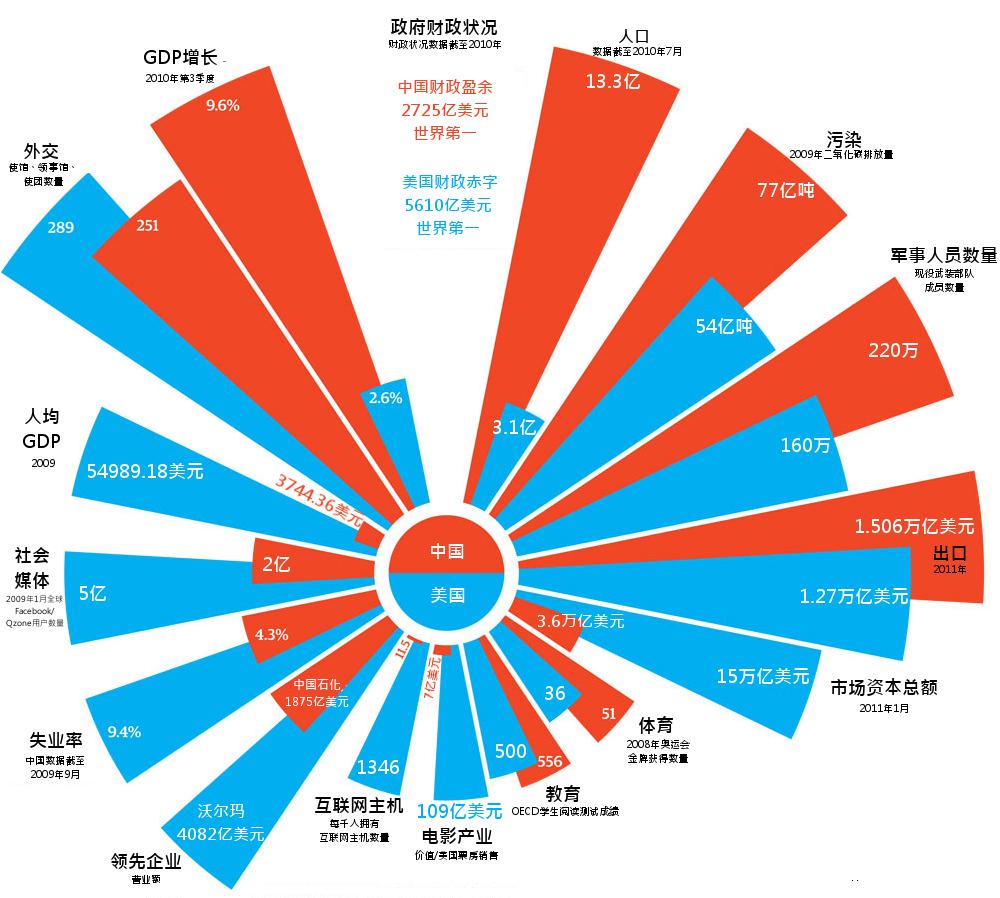 政府财政状况
财政状况数据截至2010年
中国财政盈余
2725亿美元
世界第一
美国财政赤字
5610亿美元
世界第一
人口
数据截至2010年7月
13.3亿
3.1亿
污染
2009年二氧化碳排放量
77亿吨
54亿吨
军事人员数量
现役武装部队
成员数量
220万
160万
1.506万亿美元
出口
2011年
1.27万亿美元
3.6万亿美元
15万亿美元
市场资本总额
2011年1月
36
51
体育
2008年奥运会
金牌获得数量
500
556
教育
OECD学生阅读测试成绩
7亿美元
109亿美元
电影产业
价值/美国票房销售
11.5
1346
互联网主机
每千人拥有
互联网主机数量
中国石化,
1875亿美元
沃尔玛
4082亿美元
领先企业
营业额
4.3%
9.4%
失业率
中国数据截至
2009年9月
2亿
5亿
社会
媒体
2009年1月全球
Facebook/
Qzone用户数量
3744.36美元
54989.18美元
人均
GDP
2009
外交
使馆、领事馆、
使团数量
289
251
GDP增长
2010年第3季度
9.6%
2.6%
中国
美国